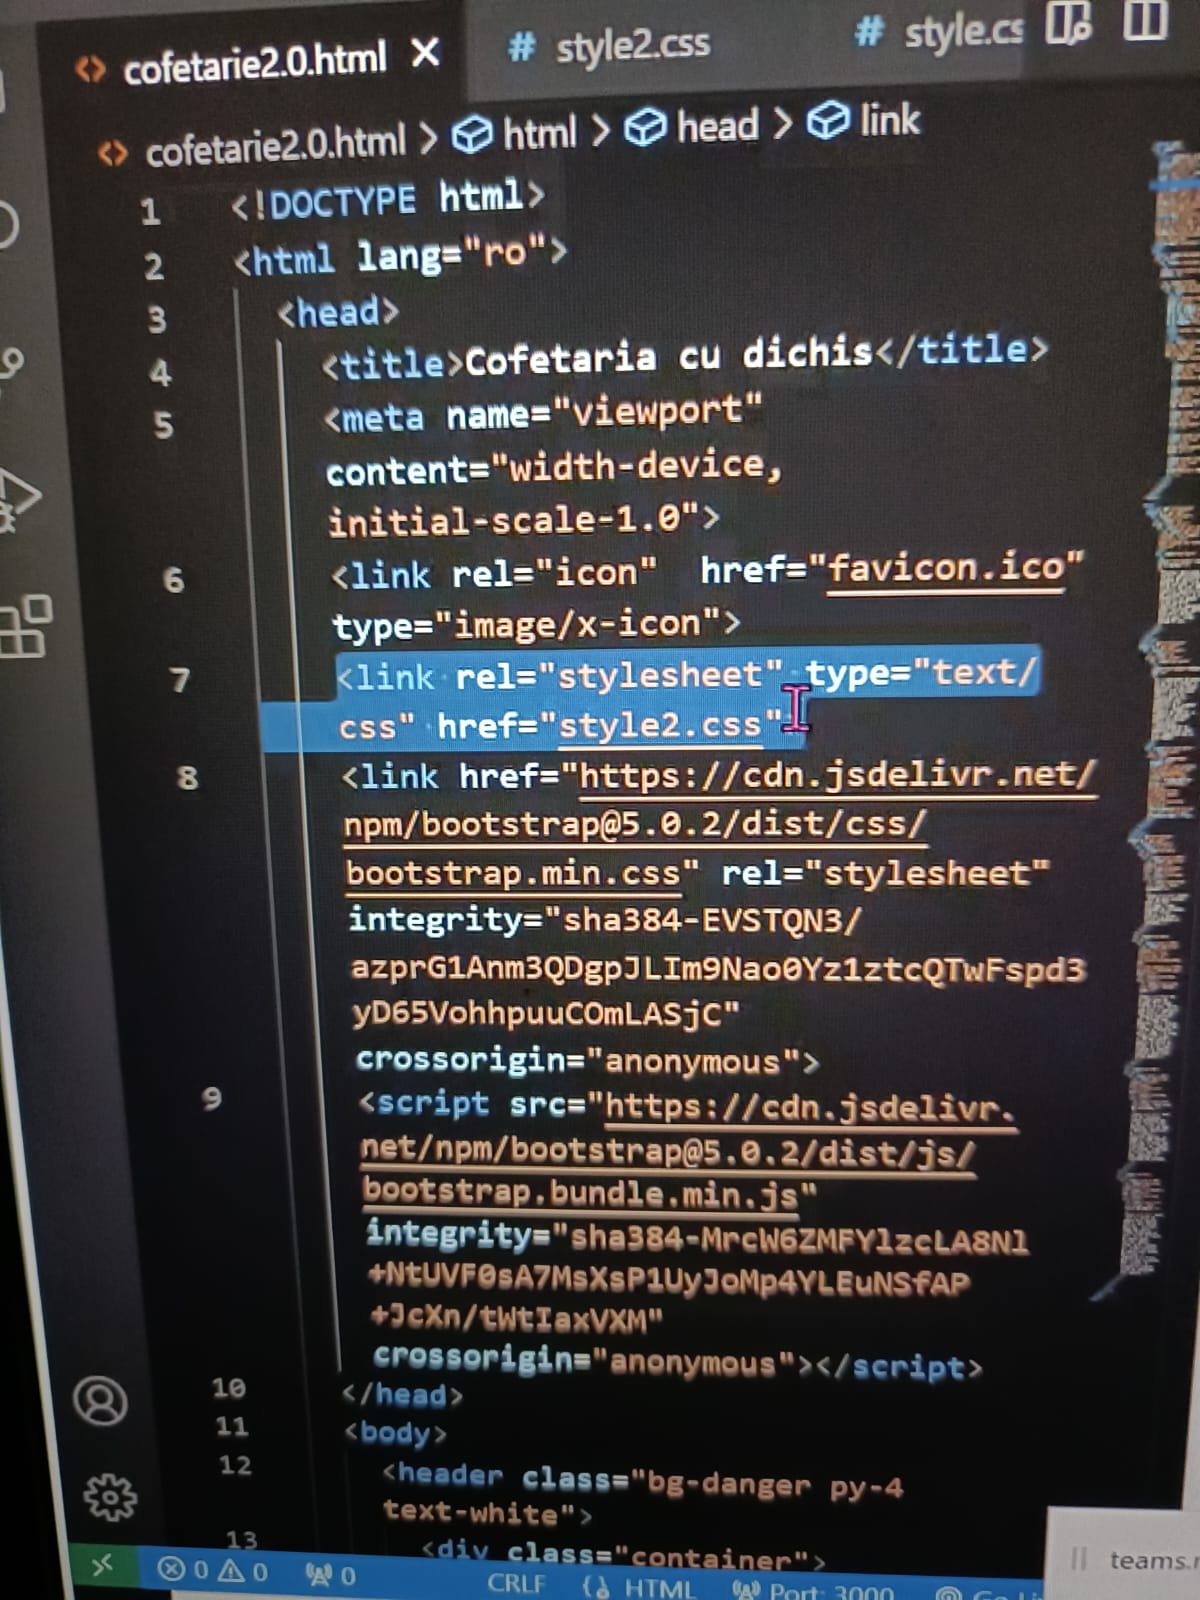 cofetarie2.0.html
style2.css
style.cs
cofetarie2.0.html > html > head > link
1 <!DOCTYPE html>
2 <html lang="ro">
3 <head>
4 <title>Cofetaria cu dichis</title>
5 <meta name="viewport"
content="width-device,
initial-scale-1.0">
6 <link rel="icon" href="favicon.ico"
type="image/x-icon">
7 <link rel="stylesheet" type="text/
css" href="style2.css"
8 <link href="https://cdn.jsdelivr.net/
npm/bootstrap@5.0.2/dist/css/
bootstrap.min.css" rel="stylesheet"
integrity="sha384-EVSTQN3/
azprG1Anm3QDgpJLIm9Nao0Yz1ztcQTwFspd3
yD65VohhpuuCOmLASjC"
crossorigin="anonymous">
9 <script src="https://cdn.jsdelivr.
net/npm/bootstrap@5.0.2/dist/js/
bootstrap.bundle.min.js"
integrity="sha384-MrcW6ZMFYlzcLA8Nl
+NtUVF0sA7MsXsP1UyJoMp4YLEuNSfAP
+JcXn/tWtIaxVXM"
crossorigin="anonymous"></script>
10 </head>
11 <body>
12 <header class="bg-danger py-4
text-white">
13 <div class="container">
0 0 0 CRLF HTML Port: 3000
teams.